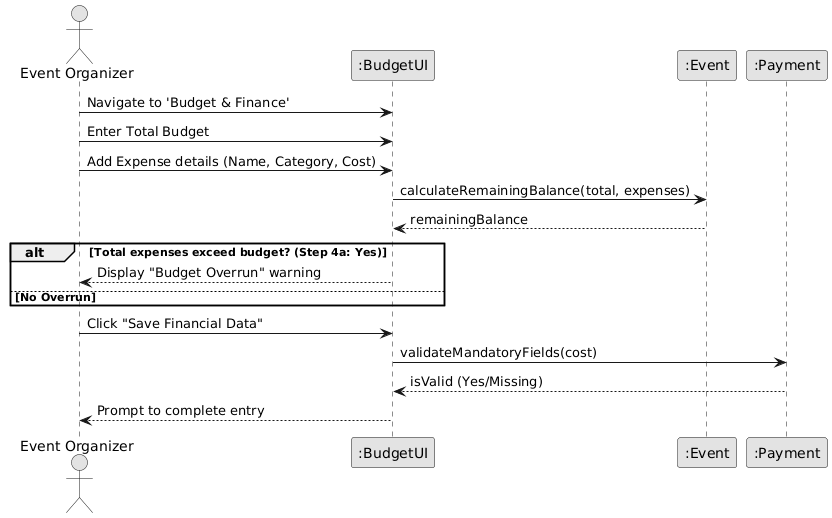 Event Organizer
:BudgetUI
:Event
:Payment
Navigate to 'Budget & Finance'
Enter Total Budget
Add Expense details (Name, Category, Cost)
calculateRemainingBalance(total, expenses)
remainingBalance
alt
[Total expenses exceed budget? (Step 4a: Yes)]
Display "Budget Overrun" warning
[No Overrun]
Click "Save Financial Data"
validateMandatoryFields(cost)
isValid (Yes/Missing)
Prompt to complete entry
Event Organizer
:BudgetUI
:Event
:Payment